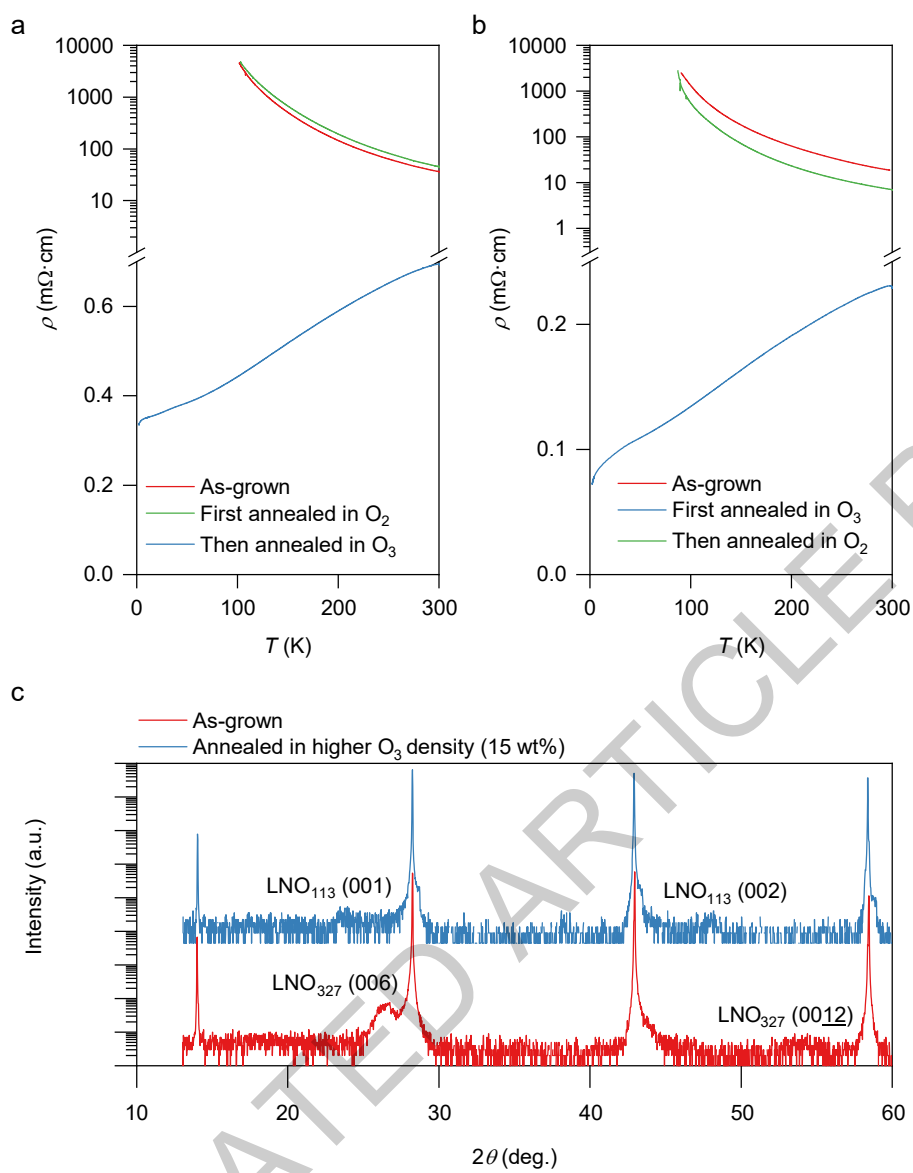 a
10000
1000
100
10
0.6
0.4
0.2
0.0
ρ (mΩ·cm)
0
100
200
300
T (K)
As-grown
First annealed in O₂
Then annealed in O₃
b
10000
1000
100
10
1
0.2
0.1
0.0
ρ (mΩ·cm)
0
100
200
300
T (K)
As-grown
First annealed in O₃
Then annealed in O₂
c
As-grown
Annealed in higher O₃ density (15 wt%)
Intensity (a.u.)
LNO₁₁₃ (001)
LNO₁₁₃ (002)
LNO₃₂₇ (006)
LNO₃₂₇ (0012)
10
20
30
40
50
60
2θ (deg.)
ATED ARTICLE